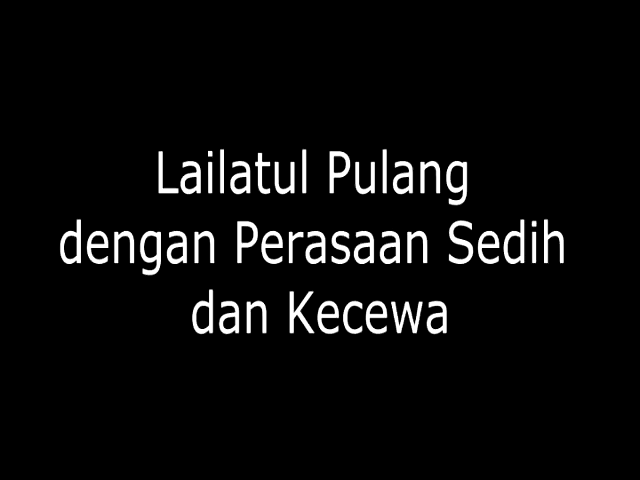 Lailatul Pulang
dengan Perasaan Sedih
dan Kecewa